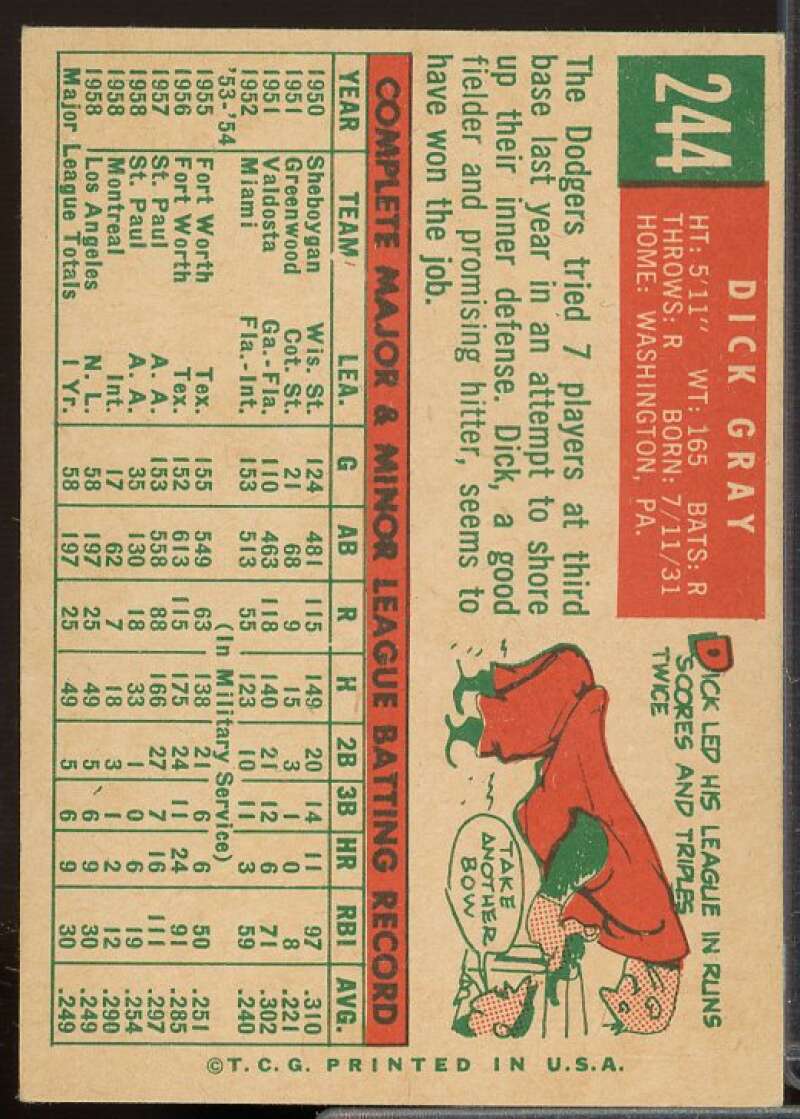 244
DICK GRAY
HT: 5'11" WT: 165 BATS: R
THROWS: R BORN: 7/11/31
HOME: WASHINGTON, PA.
The Dodgers tried 7 players at third
base last year in an attempt to shore
up their inner defense. Dick, a good
fielder and promising hitter, seems to
have won the job.
DICK LED HIS LEAGUE IN RUNS
SCORES AND TRIPLES
TWICE
TAKE
ANOTHER
BOW
COMPLETE MAJOR & MINOR LEAGUE BATTING RECORD
YEAR TEAM LEA. G AB R H 2B 3B HR RBI AVG.
1950 Sheboygan Wis. St. 124 481 115 149 20 14 11 97 .310
1951 Greenwood Cot. St. 21 68 9 15 3 1 0 8 .221
1951 Valdosta Ga.-Fla. 110 463 118 140 21 12 6 71 .302
1952 Miami Fla.-Int. 153 513 55 123 10 11 3 59 .240
'53-'54 (In Military Service)
1955 Fort Worth Tex. 155 549 63 138 21 6 6 50 .251
1956 Fort Worth Tex. 152 613 115 175 24 11 24 91 .285
1957 St. Paul A. A. 153 558 88 166 27 7 16 111 .297
1958 St. Paul A. A. 35 130 18 33 1 0 6 19 .254
1958 Montreal Int. 17 62 7 18 3 1 2 12 .290
1958 Los Angeles N. L. 58 197 25 49 5 6 9 30 .249
Major League Totals 1 Yr. 58 197 25 49 5 6 9 30 .249
©T.C.G. PRINTED IN U.S.A.